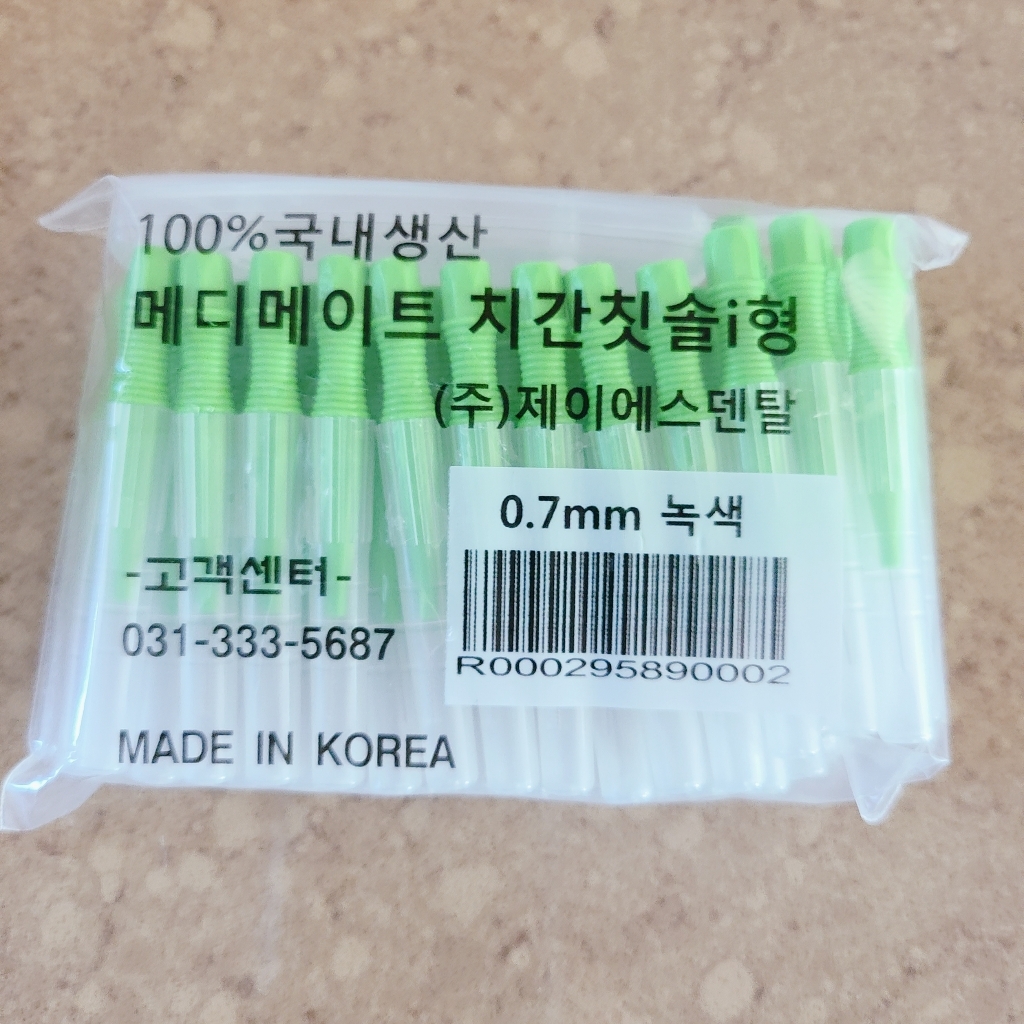 100%국내생산
메디메이트 치간칫솔i형
(주)제이에스덴탈
0.7mm 녹색
R000295890002
-고객센터-
031-333-5687
MADE IN KOREA